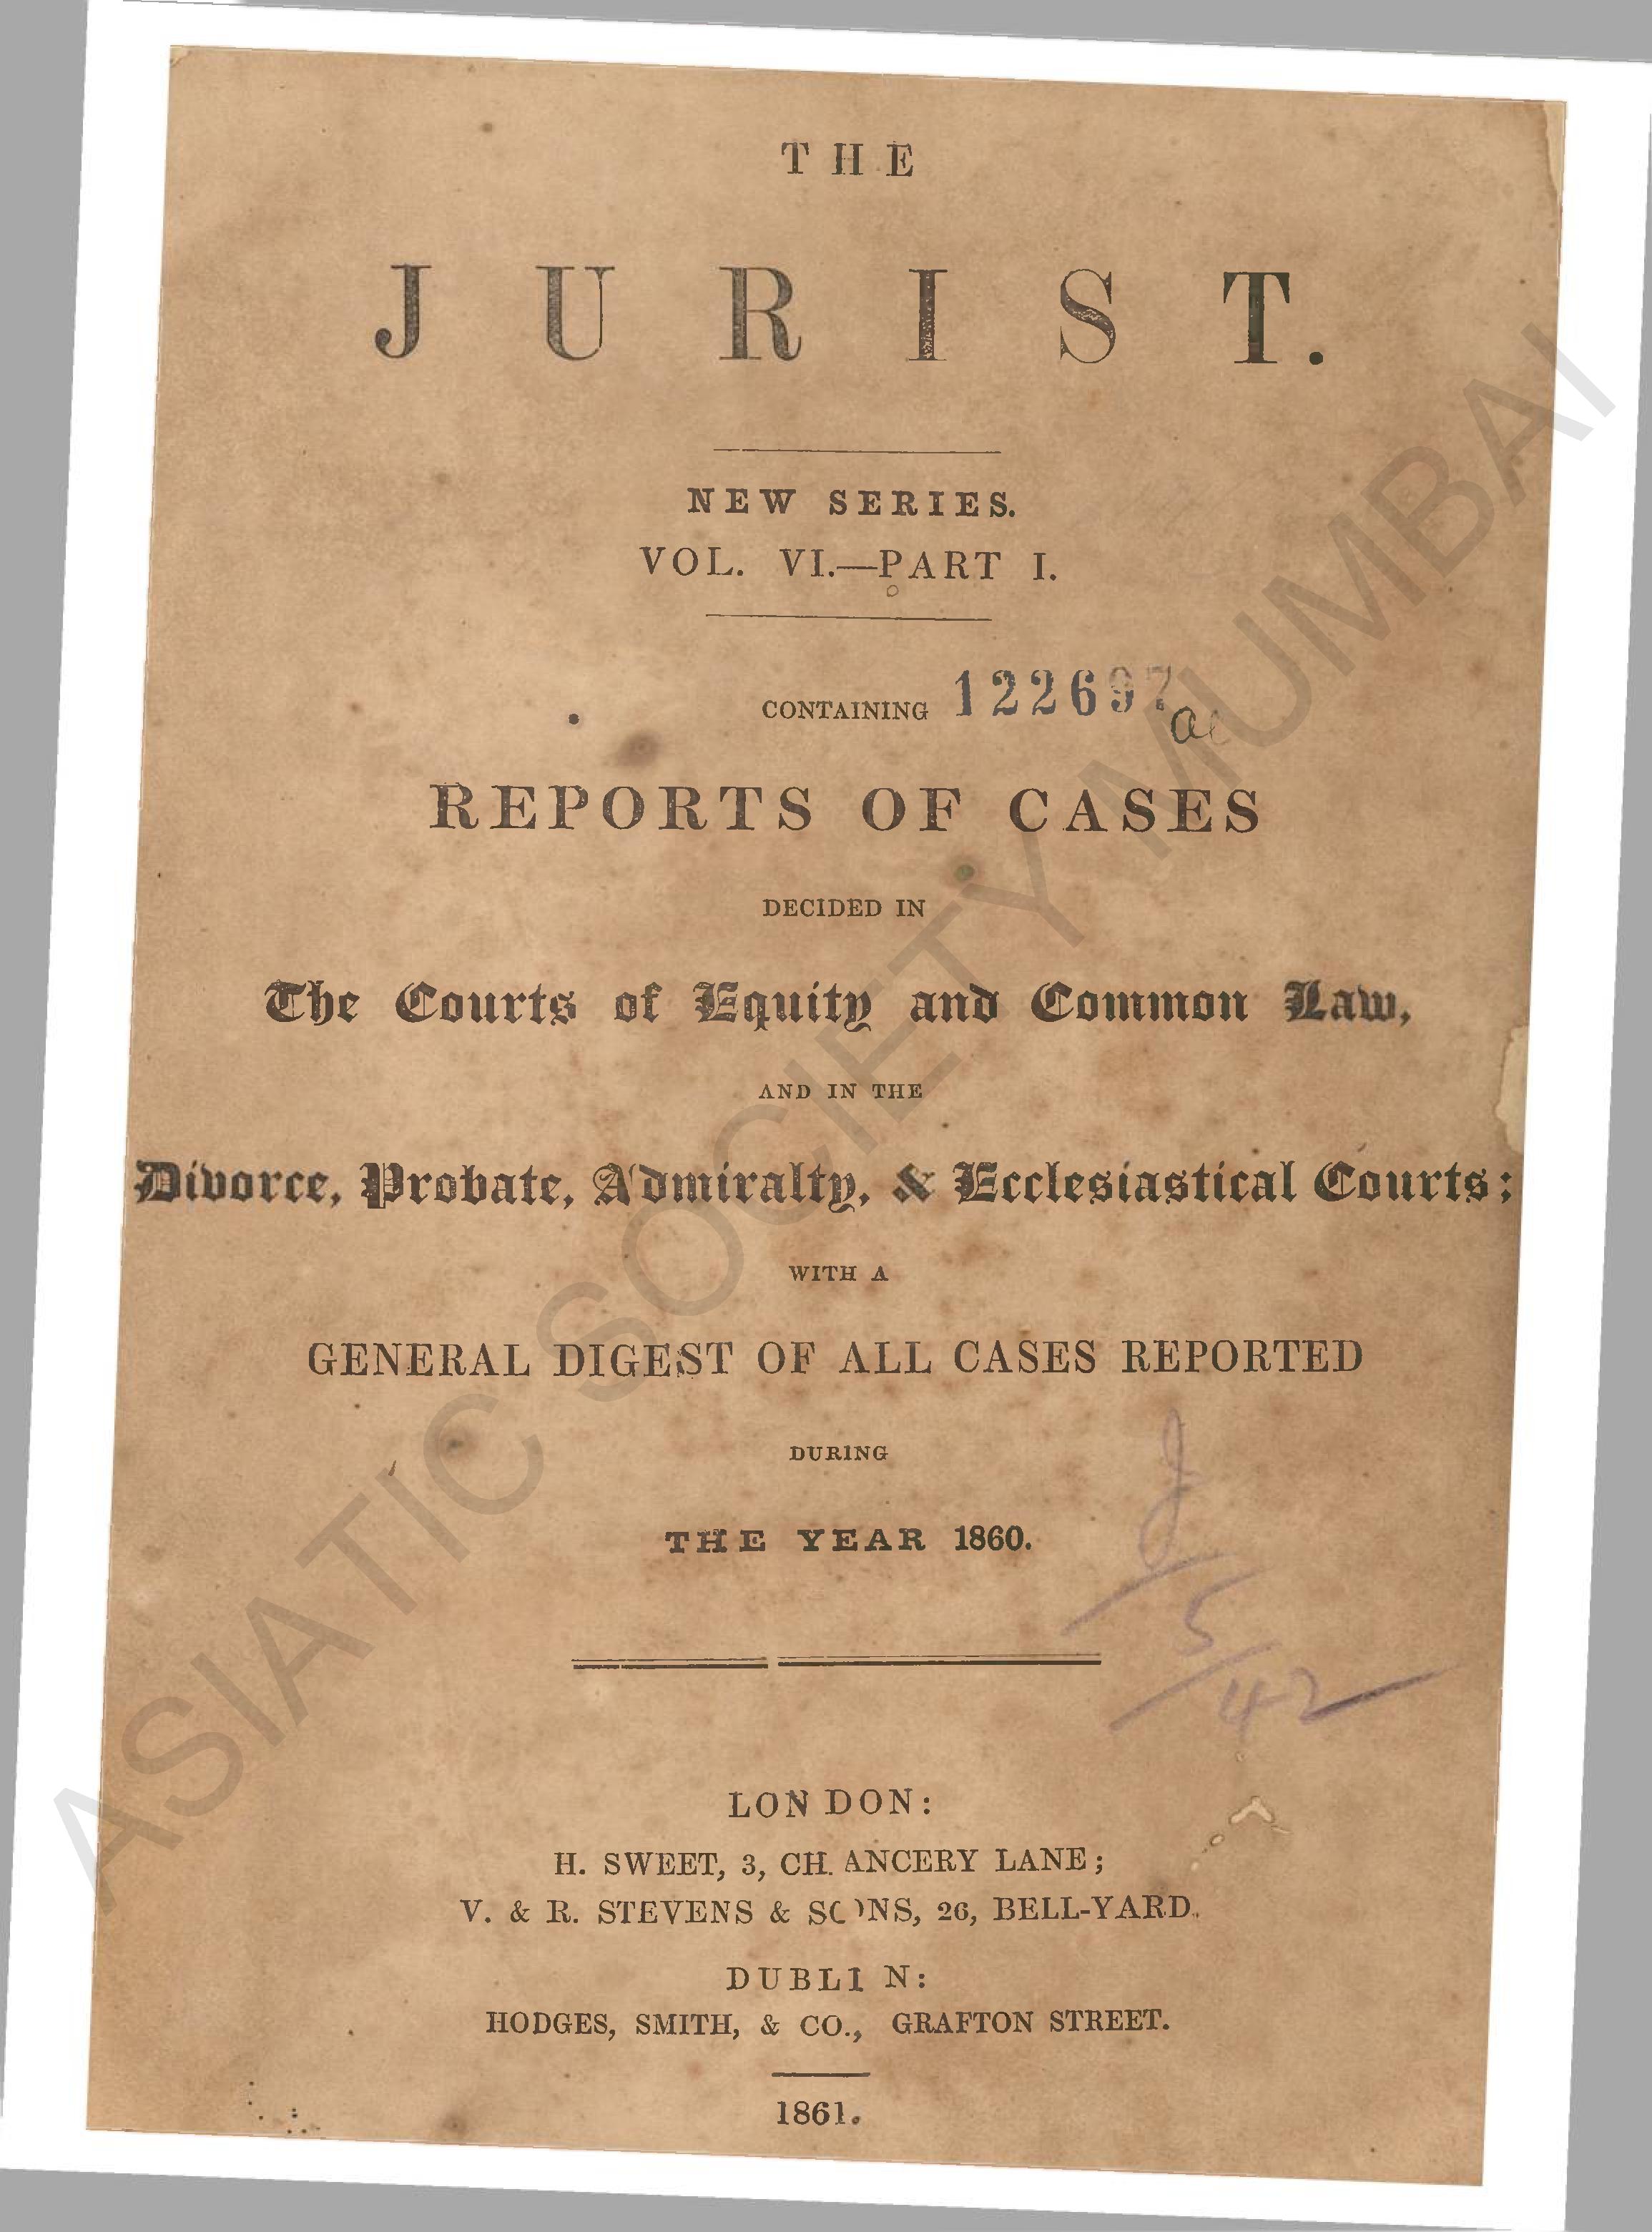 THE
JURIST.
NEW SERIES.
VOL. VI.—PART I.
CONTAINING 122697
REPORTS OF CASES
DECIDED IN
The Courts of Equity and Common Law,
AND IN THE
Divorce, Probate, Admiralty, & Ecclesiastical Courts;
WITH A
GENERAL DIGEST OF ALL CASES REPORTED
DURING
THE YEAR 1860.
J
5
42
LONDON:
H. SWEET, 3, CHANCERY LANE;
V. & R. STEVENS & SONS, 26, BELL-YARD.
DUBLIN:
HODGES, SMITH, & CO., GRAFTON STREET.
1861.
ASIATIC SOCIETY MUMBAI